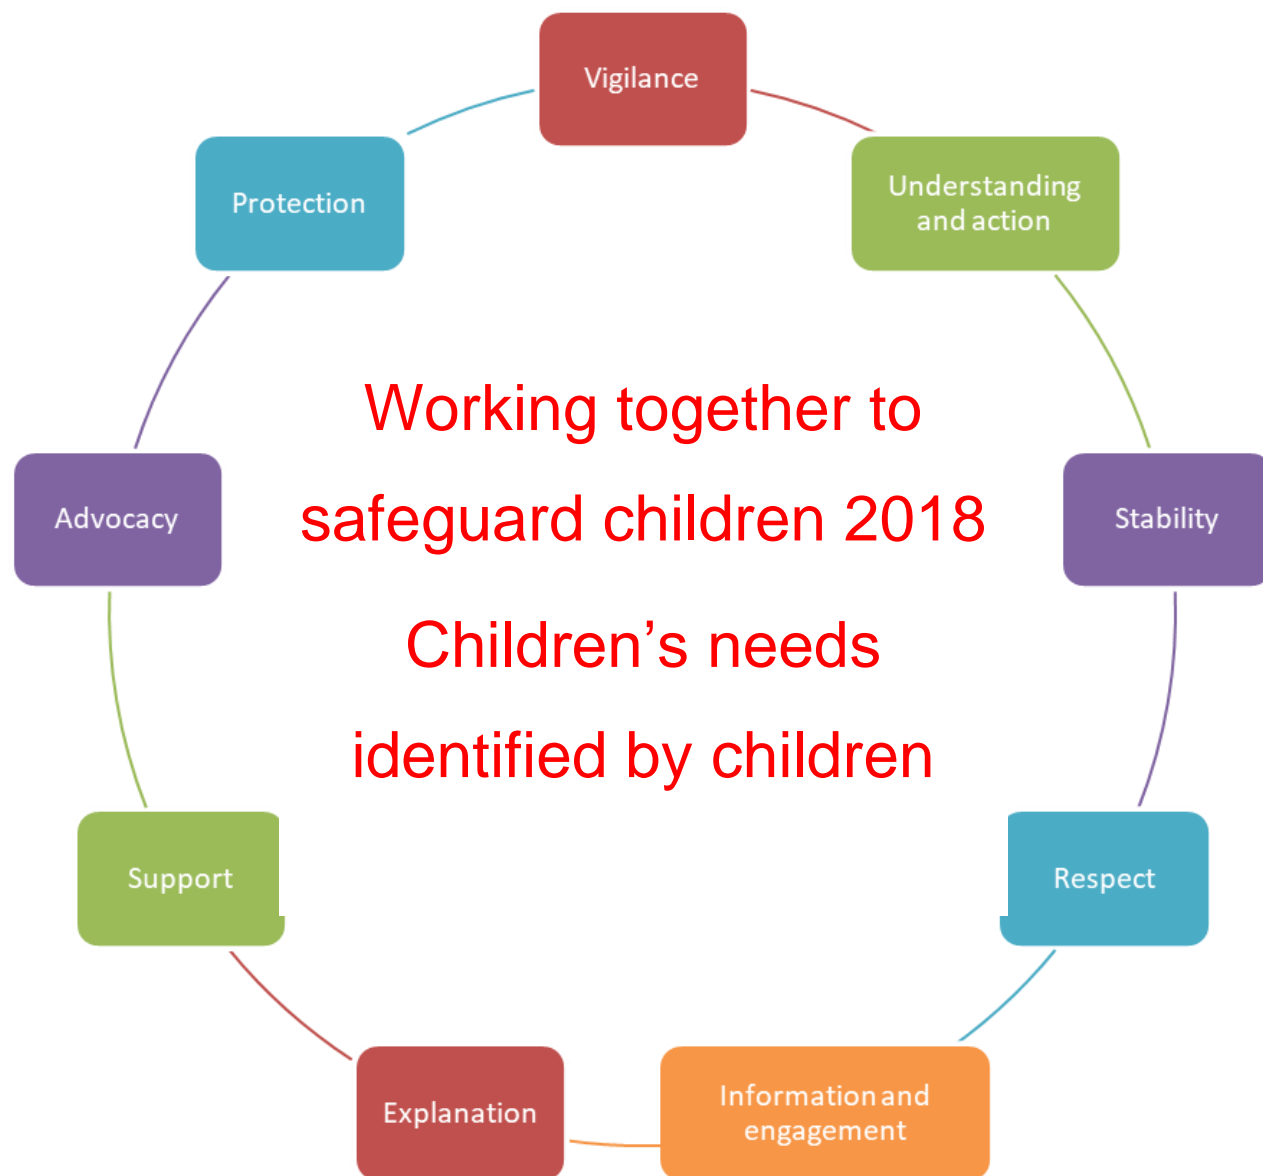 Vigilance
Understanding
and action
Stability
Respect
Information and
engagement
Explanation
Support
Advocacy
Protection
Working together to
safeguard children 2018
Children’s needs
identified by children